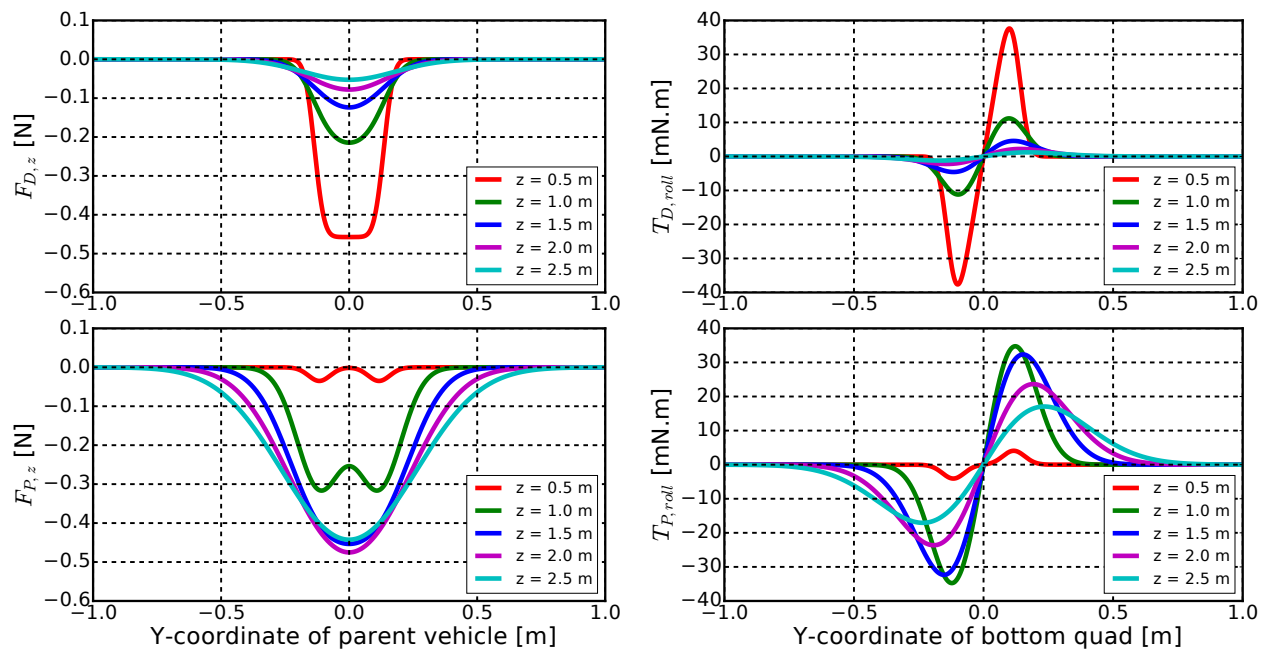 0.1
0.0
−0.1
−0.2
−0.3
−0.4
−0.5
−0.6
F_{D,z} [N]
z = 0.5 m
z = 1.0 m
z = 1.5 m
z = 2.0 m
z = 2.5 m
−1.0 −0.5 0.0 0.5 1.0
40
30
20
10
0
−10
−20
−30
−40
T_{D,roll} [mN.m]
z = 0.5 m
z = 1.0 m
z = 1.5 m
z = 2.0 m
z = 2.5 m
−1.0 −0.5 0.0 0.5 1.0
0.1
0.0
−0.1
−0.2
−0.3
−0.4
−0.5
−0.6
F_{P,z} [N]
z = 0.5 m
z = 1.0 m
z = 1.5 m
z = 2.0 m
z = 2.5 m
−1.0 −0.5 0.0 0.5 1.0
Y-coordinate of parent vehicle [m]
40
30
20
10
0
−10
−20
−30
−40
T_{P,roll} [mN.m]
z = 0.5 m
z = 1.0 m
z = 1.5 m
z = 2.0 m
z = 2.5 m
−1.0 −0.5 0.0 0.5 1.0
Y-coordinate of bottom quad [m]